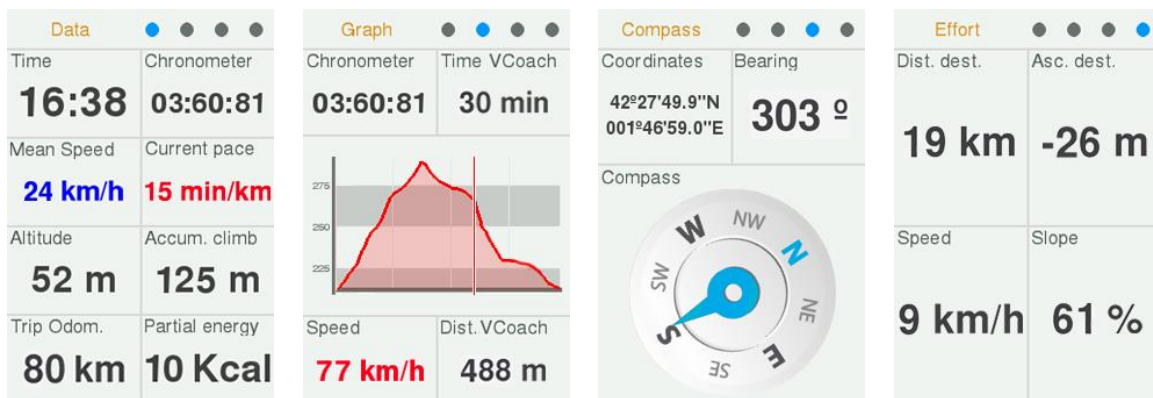 Data
Time
Chronometer
16:38
03:60:81
Mean Speed
Current pace
24 km/h
15 min/km
Altitude
Accum. climb
52 m
125 m
Trip Odom.
Partial energy
80 km
10 Kcal
Graph
Chronometer
Time VCoach
03:60:81
30 min
275
250
225
Speed
Dist.VCoach
77 km/h
488 m
Compass
Coordinates
Bearing
42º27'49.9"N
001º46'59.0"E
303 º
Compass
W
NW
N
SW
NE
S
SE
E
Effort
Dist. dest.
Asc. dest.
19 km
-26 m
Speed
Slope
9 km/h
61 %